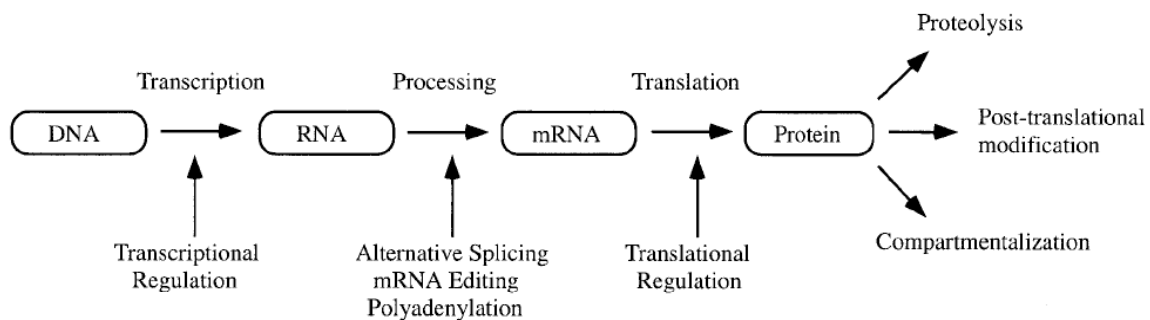 Proteolysis
Transcription
Processing
Translation
DNA
RNA
mRNA
Protein
Post-translational
modification
Transcriptional
Regulation
Alternative Splicing
mRNA Editing
Polyadenylation
Translational
Regulation
Compartmentalization